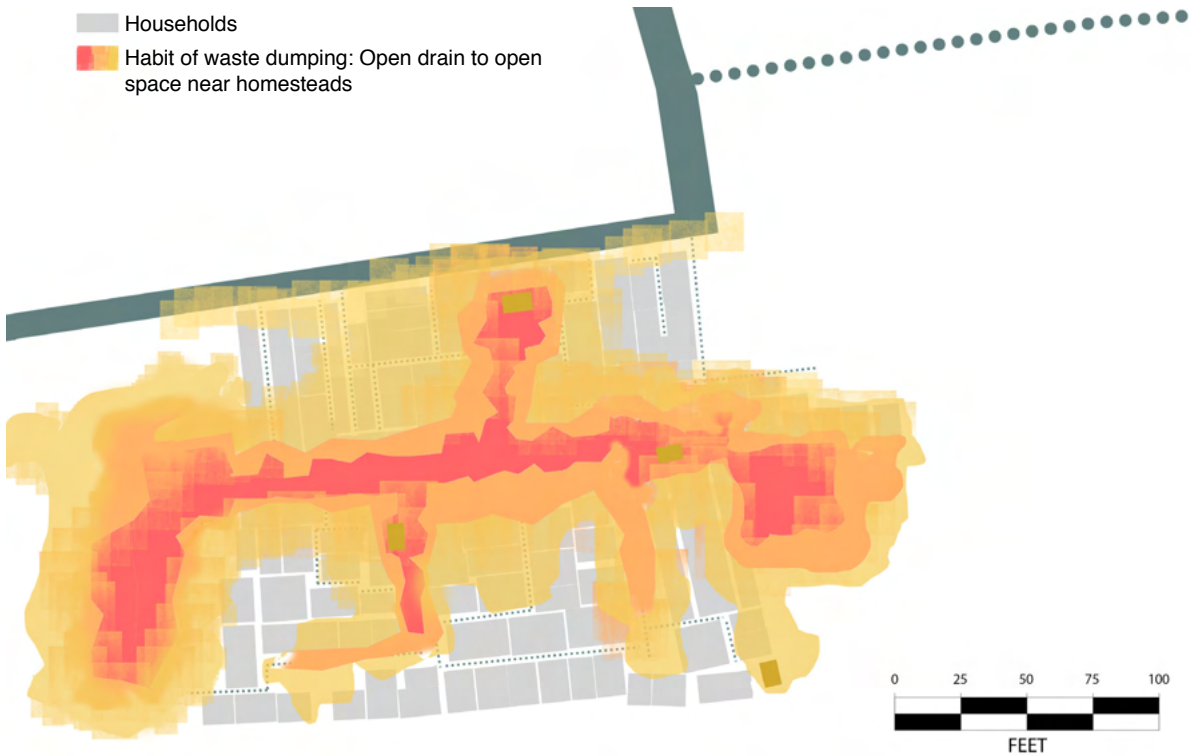 Households
Habit of waste dumping: Open drain to open
space near homesteads
0 25 50 75 100
FEET